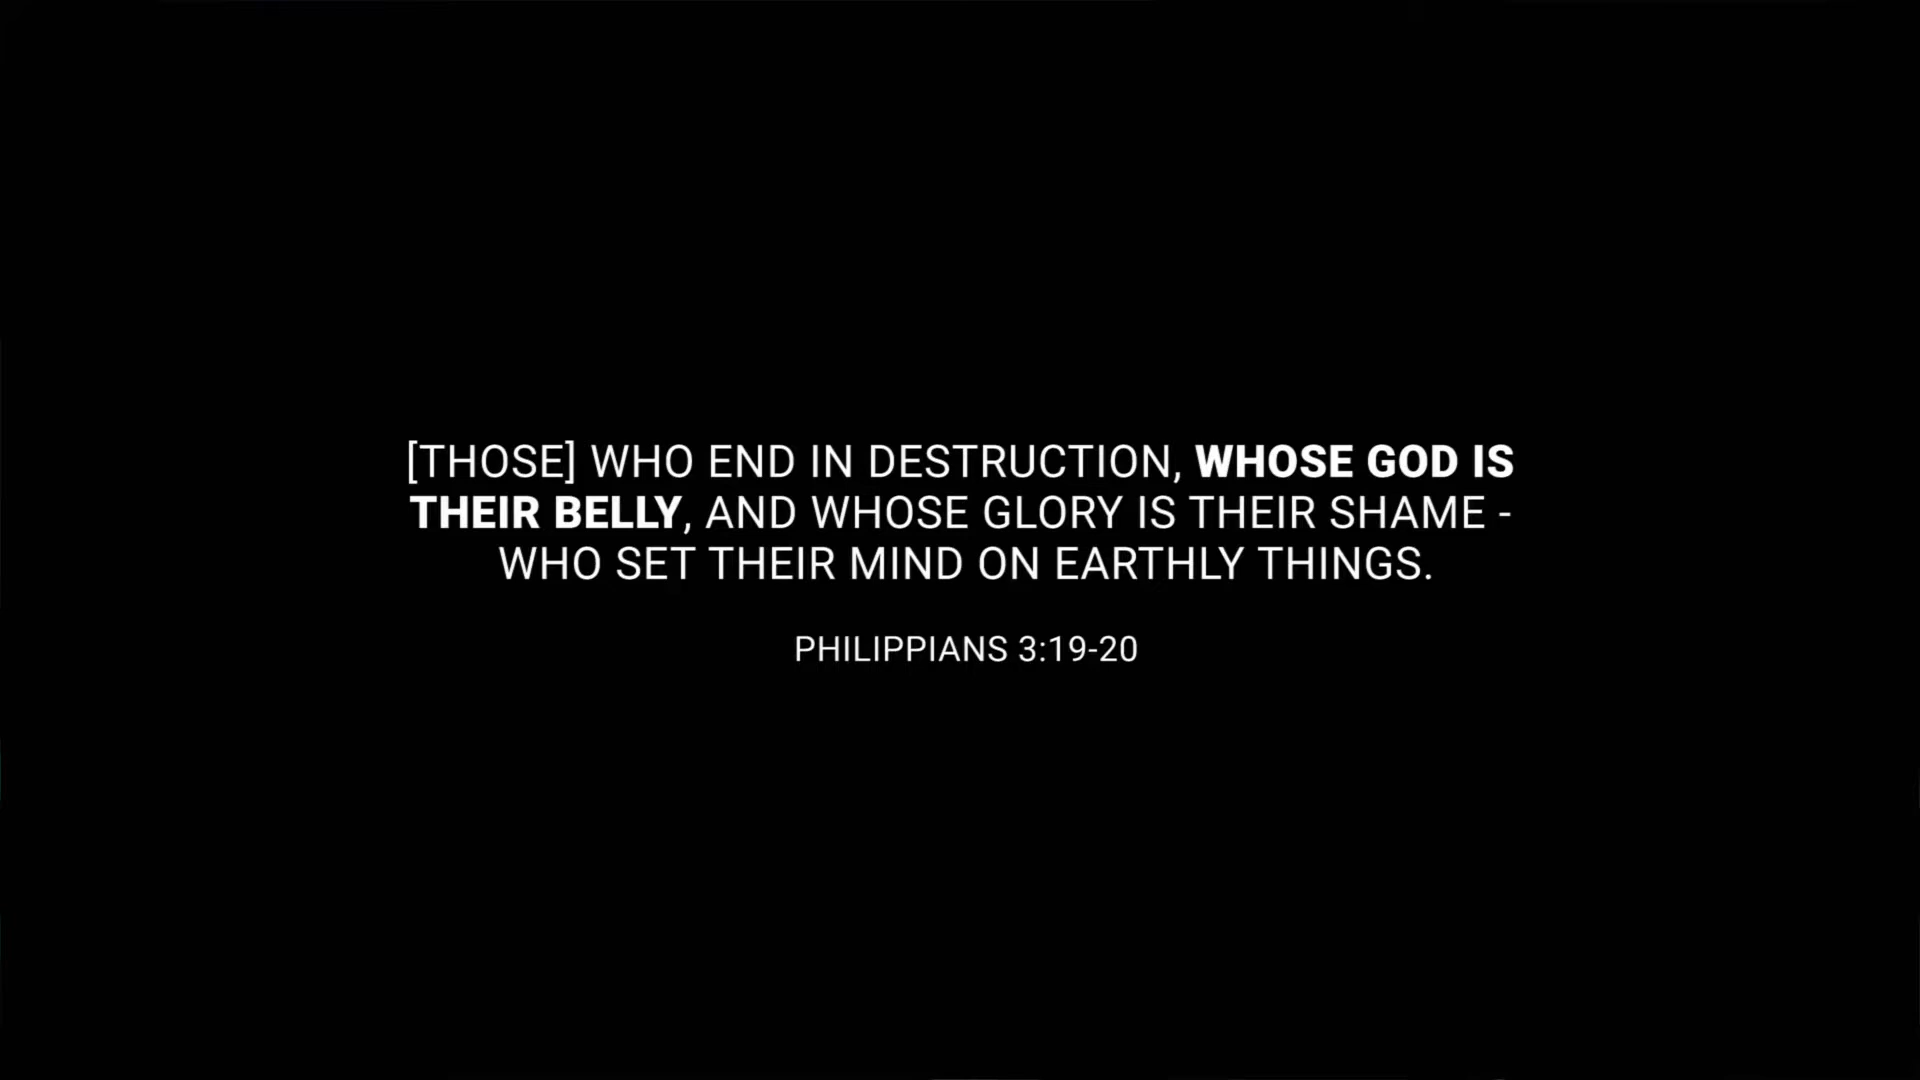 [THOSE] WHO END IN DESTRUCTION, WHOSE GOD IS
THEIR BELLY, AND WHOSE GLORY IS THEIR SHAME -
WHO SET THEIR MIND ON EARTHLY THINGS.
PHILIPPIANS 3:19-20